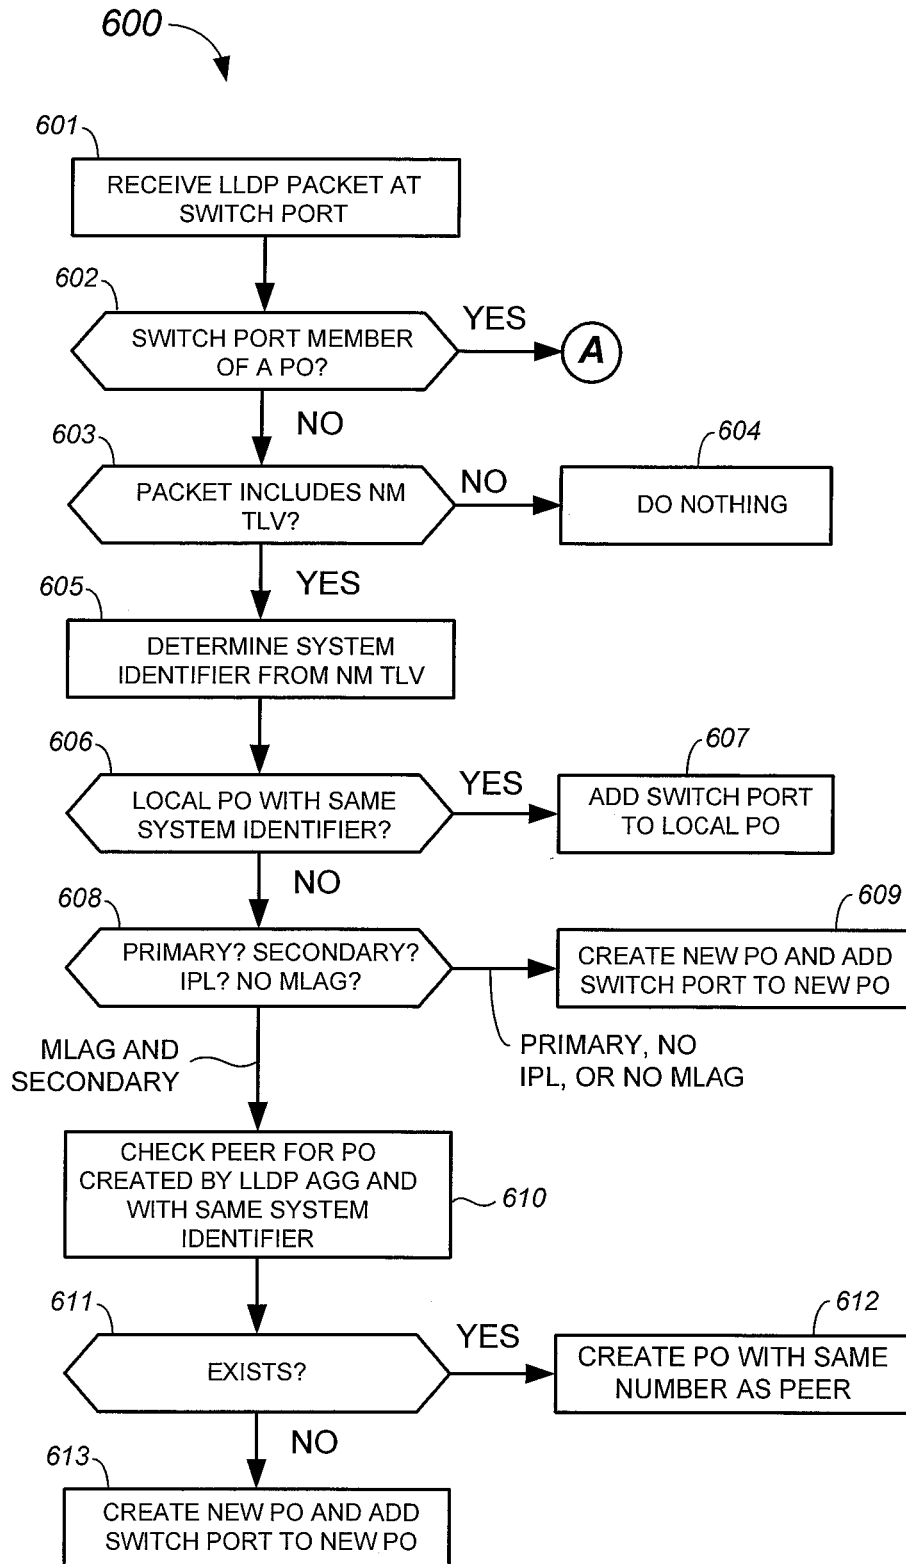 600
601
RECEIVE LLDP PACKET AT
SWITCH PORT
602
SWITCH PORT MEMBER
OF A PO?
YES
A
NO
603
PACKET INCLUDES NM
TLV?
NO
604
DO NOTHING
YES
605
DETERMINE SYSTEM
IDENTIFIER FROM NM TLV
606
LOCAL PO WITH SAME
SYSTEM IDENTIFIER?
YES
607
ADD SWITCH PORT
TO LOCAL PO
NO
608
PRIMARY? SECONDARY?
IPL? NO MLAG?
609
CREATE NEW PO AND ADD
SWITCH PORT TO NEW PO
MLAG AND
SECONDARY
PRIMARY, NO
IPL, OR NO MLAG
CHECK PEER FOR PO
CREATED BY LLDP AGG AND
WITH SAME SYSTEM
IDENTIFIER
610
611
EXISTS?
YES
612
CREATE PO WITH SAME
NUMBER AS PEER
NO
613
CREATE NEW PO AND ADD
SWITCH PORT TO NEW PO